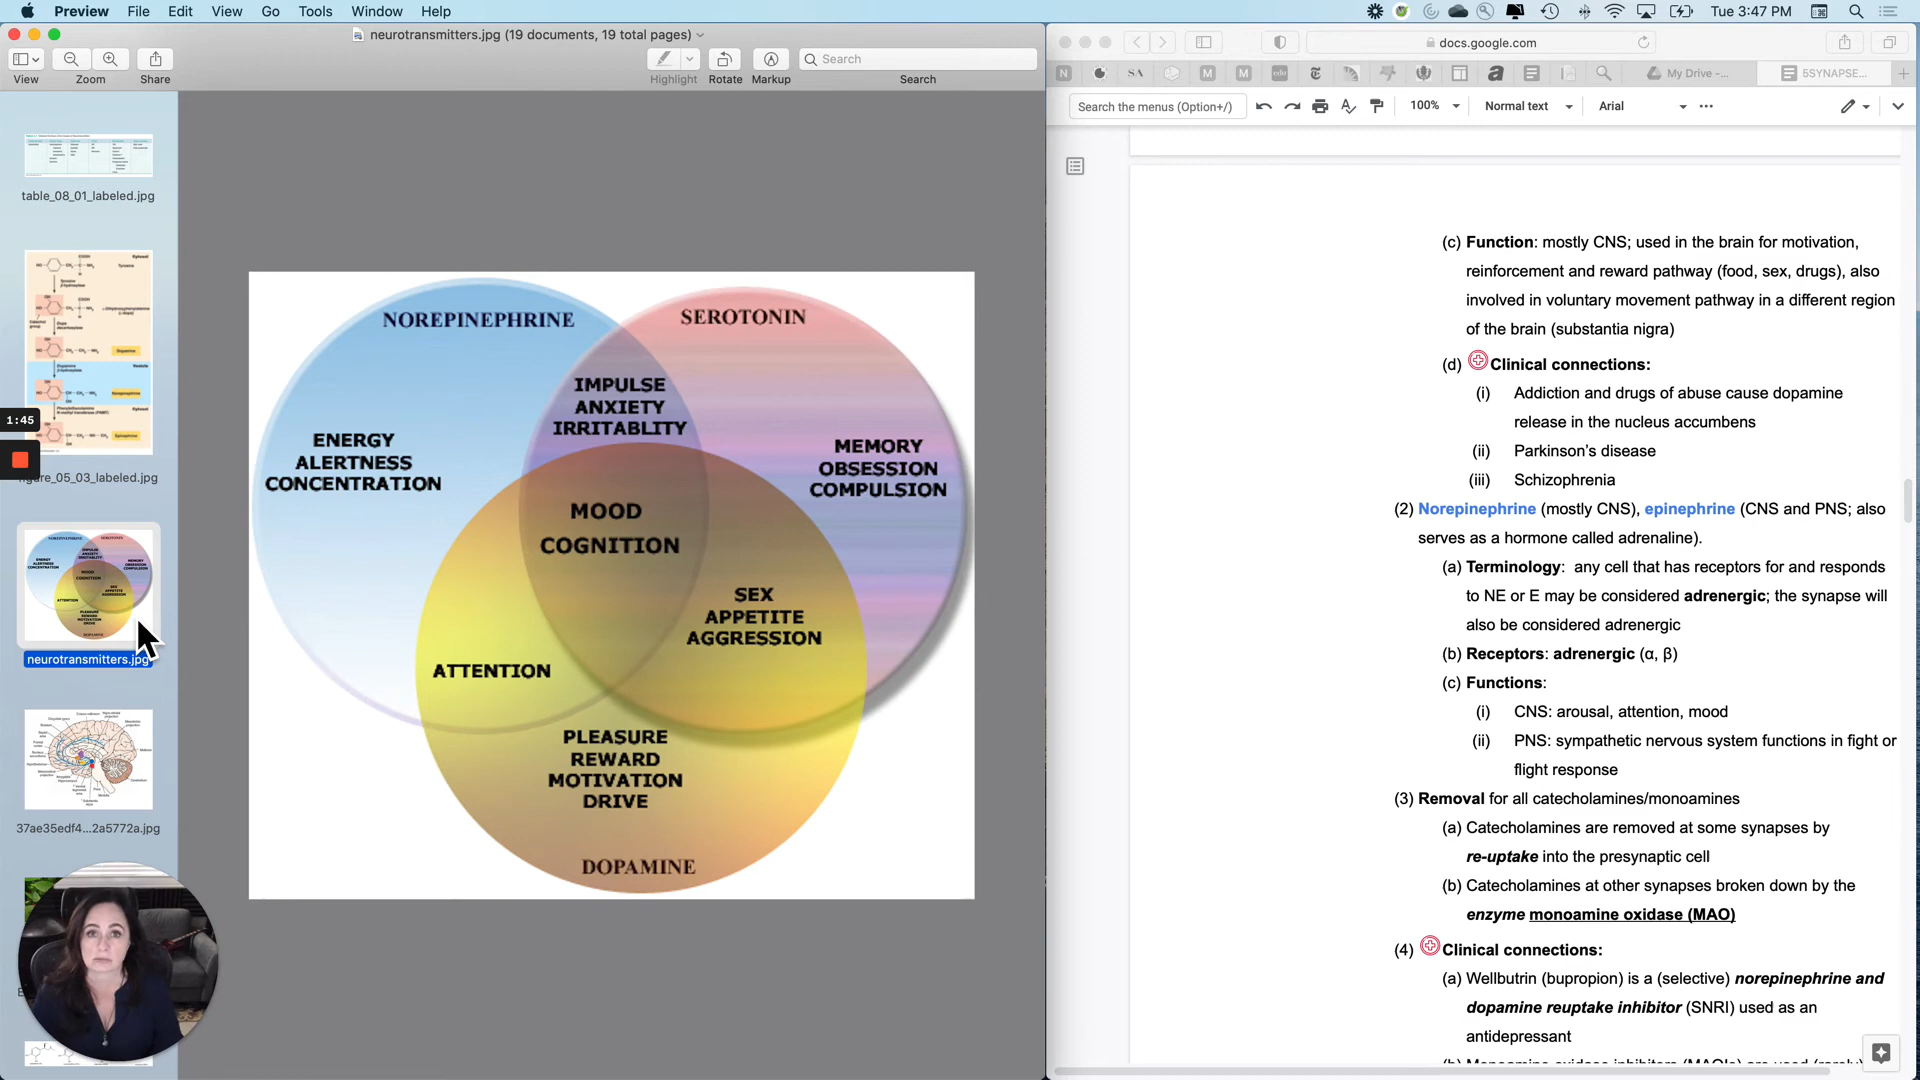 Preview File Edit View Go Tools Window Help
Tue 3:47 PM
neurotransmitters.jpg (19 documents, 19 total pages)
View
Zoom
Share
Highlight
Rotate
Markup
Search
Search
table_08_01_labeled.jpg
1:45
figure_05_03_labeled.jpg
neurotransmitters.jpg
37ae35edf4...2a5772a.jpg
NOREPINEPHRINE
SEROTONIN
IMPULSE
ANXIETY
IRRITABLITY
ENERGY
ALERTNESS
CONCENTRATION
MEMORY
OBSESSION
COMPULSION
MOOD
COGNITION
SEX
APPETITE
AGGRESSION
ATTENTION
PLEASURE
REWARD
MOTIVATION
DRIVE
DOPAMINE
docs.google.com
My Drive -...
5SYNAPSE...
Search the menus (Option+/)
100%
Normal text
Arial
(c) Function: mostly CNS; used in the brain for motivation,
reinforcement and reward pathway (food, sex, drugs), also
involved in voluntary movement pathway in a different region
of the brain (substantia nigra)
(d) Clinical connections:
(i) Addiction and drugs of abuse cause dopamine
release in the nucleus accumbens
(ii) Parkinson's disease
(iii) Schizophrenia
(2) Norepinephrine (mostly CNS), epinephrine (CNS and PNS; also
serves as a hormone called adrenaline).
(a) Terminology: any cell that has receptors for and responds
to NE or E may be considered adrenergic; the synapse will
also be considered adrenergic
(b) Receptors: adrenergic (α, β)
(c) Functions:
(i) CNS: arousal, attention, mood
(ii) PNS: sympathetic nervous system functions in fight or
flight response
(3) Removal for all catecholamines/monoamines
(a) Catecholamines are removed at some synapses by
re-uptake into the presynaptic cell
(b) Catecholamines at other synapses broken down by the
enzyme monoamine oxidase (MAO)
(4) Clinical connections:
(a) Wellbutrin (bupropion) is a (selective) norepinephrine and
dopamine reuptake inhibitor (SNRI) used as an
antidepressant